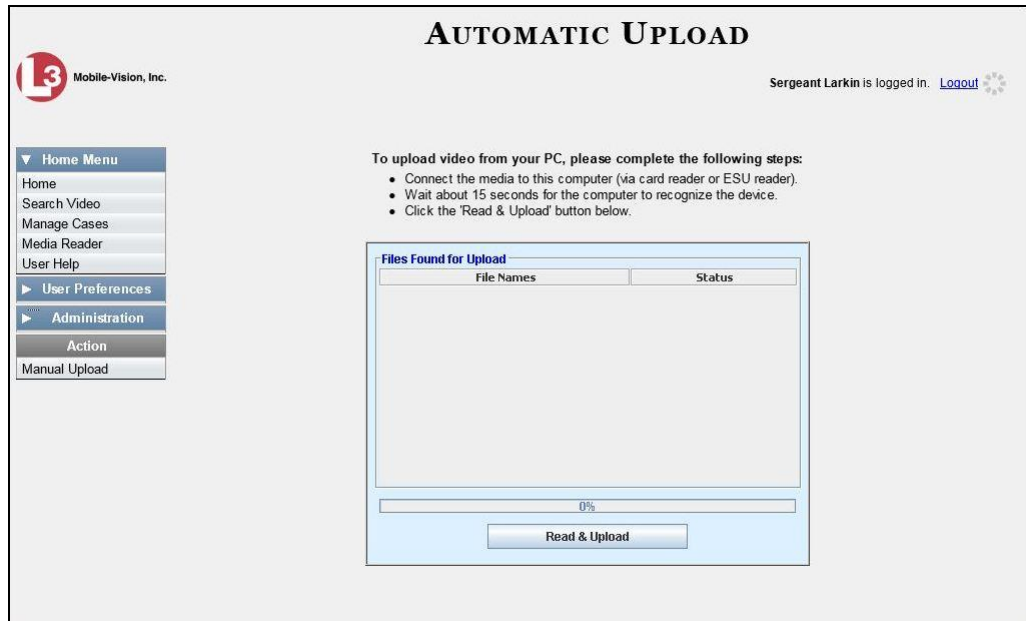 AUTOMATIC UPLOAD
L3 Mobile-Vision, Inc.
Sergeant Larkin is logged in. Logout
▼ Home Menu
Home
Search Video
Manage Cases
Media Reader
User Help
► User Preferences
► Administration
Action
Manual Upload
To upload video from your PC, please complete the following steps:
• Connect the media to this computer (via card reader or ESU reader).
• Wait about 15 seconds for the computer to recognize the device.
• Click the 'Read & Upload' button below.
Files Found for Upload
File Names Status
0%
Read & Upload